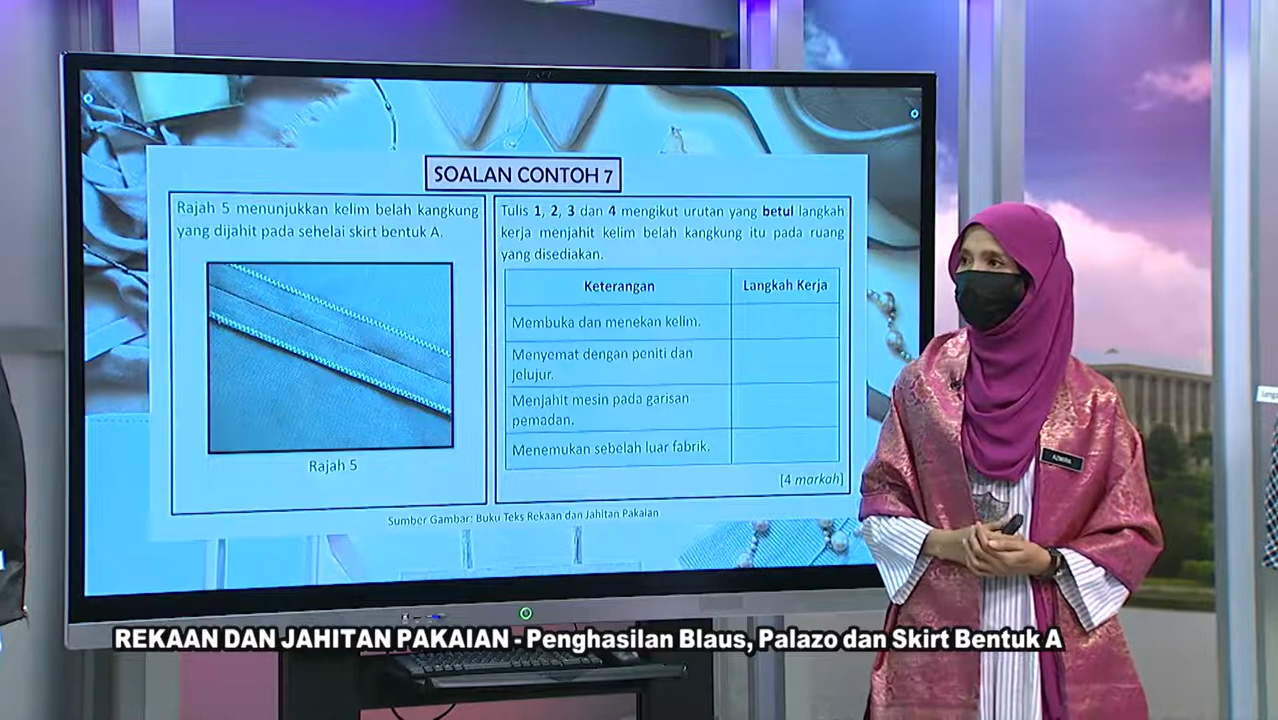 SOALAN CONTOH 7
Rajah 5 menunjukkan kelim belah kangkung
yang dijahit pada sehelai skirt bentuk A.
Rajah 5
Tulis 1, 2, 3 dan 4 mengikut urutan yang betul langkah
kerja menjahit kelim belah kangkung itu pada ruang
yang disediakan.
Keterangan
Langkah Kerja
Membuka dan menekan kelim.
Menyemat dengan peniti dan
jelujur.
Menjahit mesin pada garisan
pemadan.
Menemukan sebelah luar fabrik.
[4 markah]
Sumber Gambar: Buku Teks Rekaan dan Jahitan Pakaian
AZMIRA
REKAAN DAN JAHITAN PAKAIAN - Penghasilan Blaus, Palazo dan Skirt Bentuk A